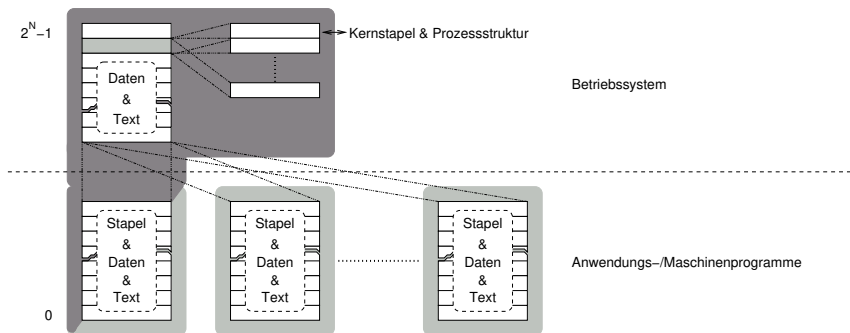 2^N−1
Kernstapel & Prozessstruktur
Daten
&
Text
Betriebssystem
Stapel
&
Daten
&
Text
Stapel
&
Daten
&
Text
Stapel
&
Daten
&
Text
Anwendungs−/Maschinenprogramme
0